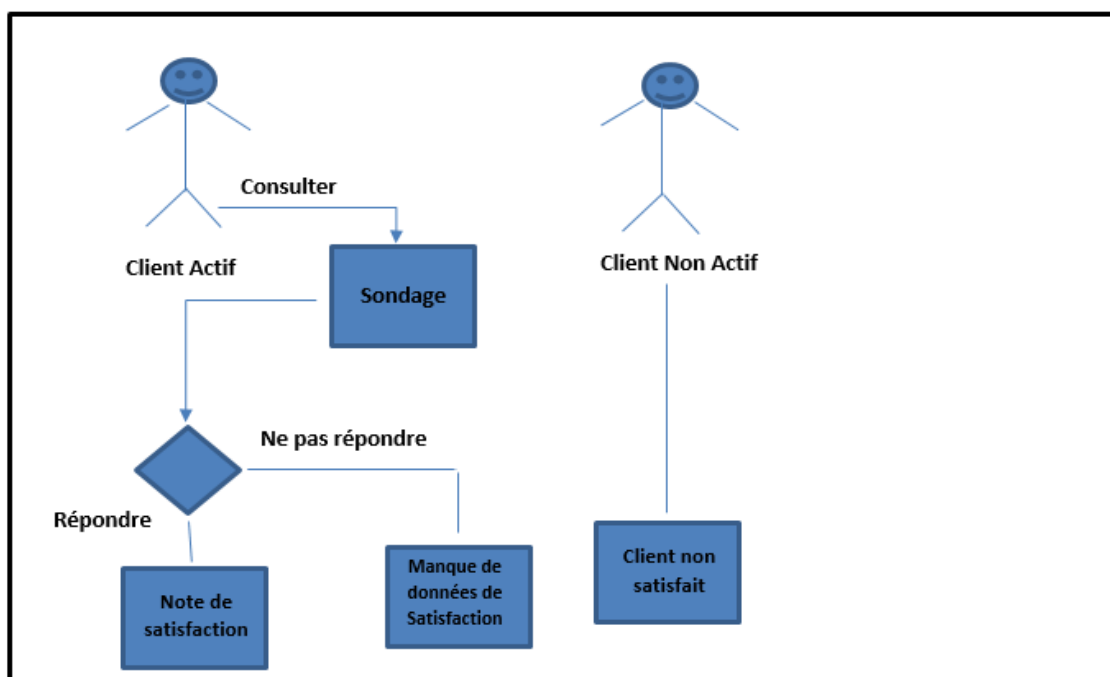 Consulter
Client Actif
Sondage
Ne pas répondre
Répondre
Note de
satisfaction
Manque de
données de
Satisfaction
Client Non Actif
Client non
satisfait